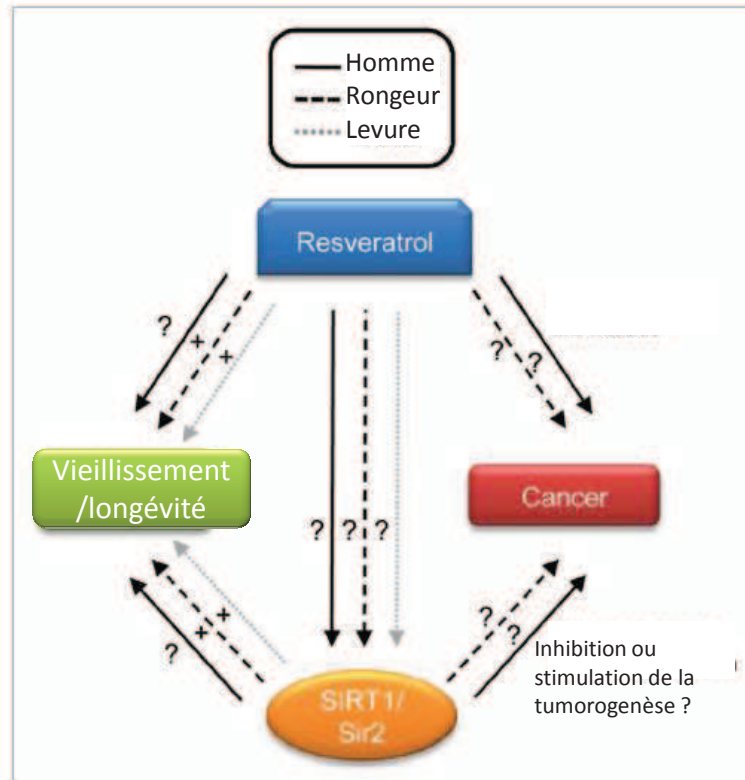 Homme
Rongeur
Levure
Resveratrol
?
+
+
?
?
Vieillissement
/longévité
Cancer
?
?
?
+
+
?
?
?
Inhibition ou
stimulation de la
tumorogenèse ?
SIRT1/
Sir2